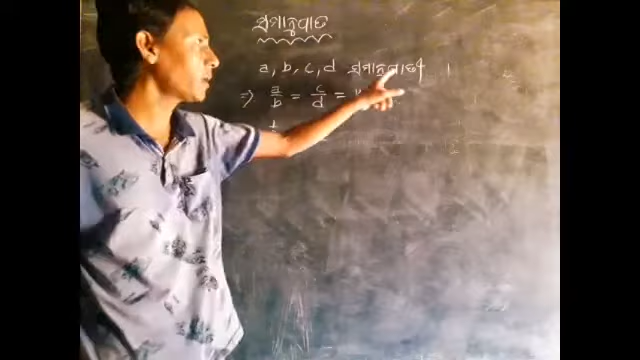 ସମାନୁପାତ
a, b, c, d ସମାନୁପାତୀ ।
⇒ a/b = c/d =